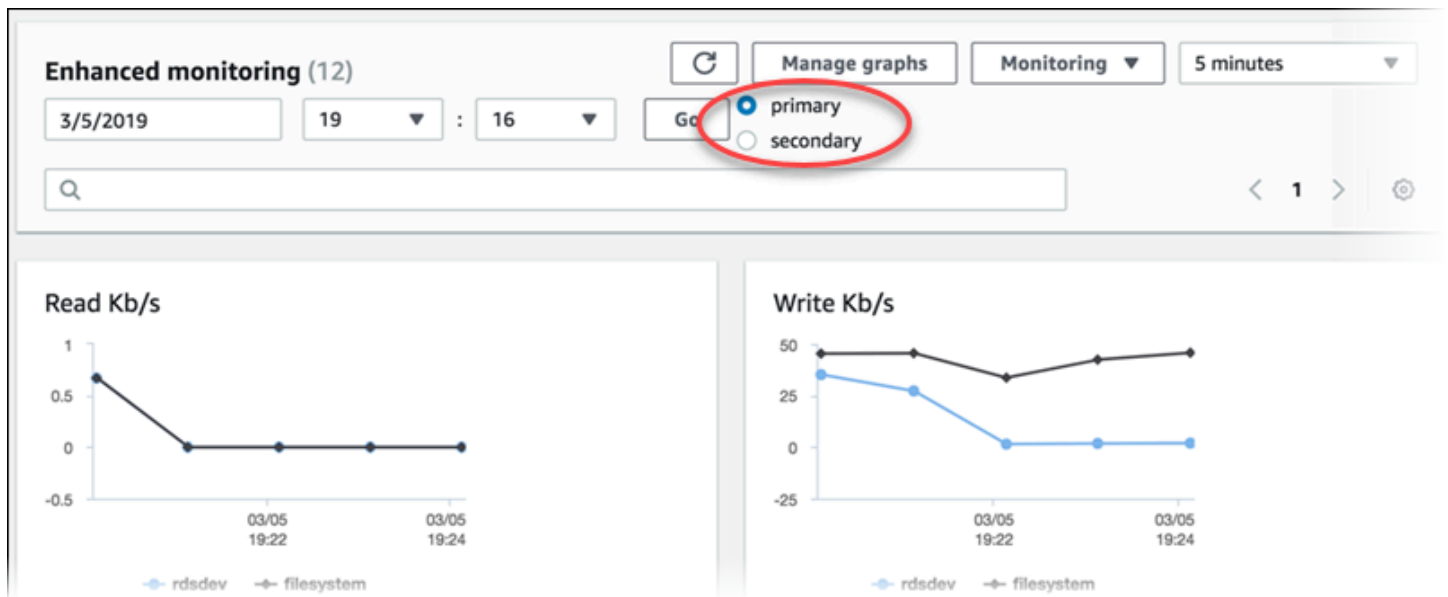 Enhanced monitoring (12)
Manage graphs
Monitoring
5 minutes
3/5/2019
19 : 16
Go
primary
secondary
1
Read Kb/s
1
0.5
0
-0.5
03/05
19:22
03/05
19:24
rdsdev
filesystem
Write Kb/s
50
25
0
-25
03/05
19:22
03/05
19:24
rdsdev
filesystem